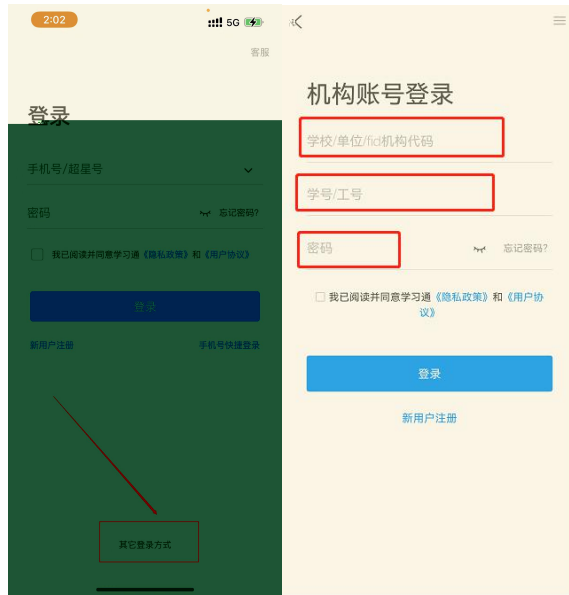 2:02
5G
客服
登录
手机号/超星号
密码
忘记密码?
我已阅读并同意学习通《隐私政策》和《用户协议》
登录
新用户注册
手机号快捷登录
其它登录方式
机构账号登录
学校/单位/fid机构代码
学号/工号
密码
忘记密码?
我已阅读并同意学习通《隐私政策》和《用户协
议》
登录
新用户注册